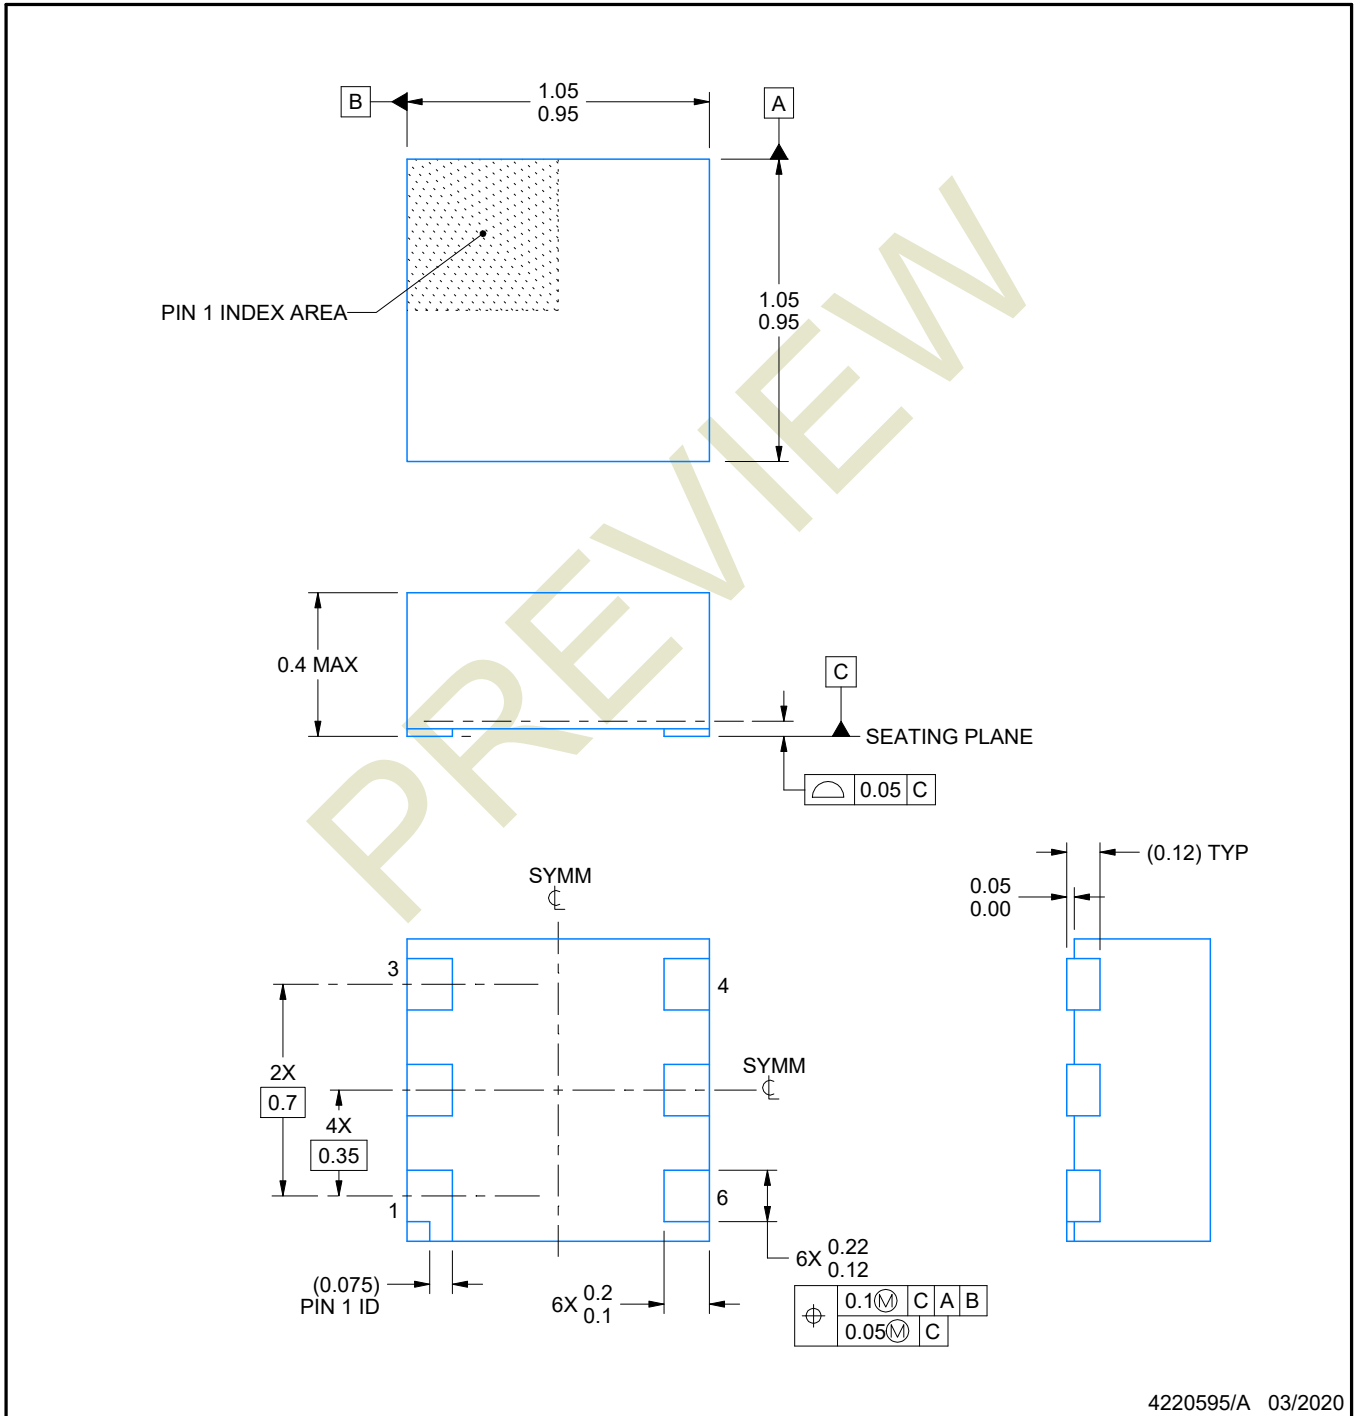 B
1.05
0.95
A
PIN 1 INDEX AREA
1.05
0.95
PREVIEW
0.4 MAX
C
SEATING PLANE
0.05 C
(0.12) TYP
0.05
0.00
SYMM
3
4
SYMM
2X
0.7
4X
0.35
1
6
6X 0.22
0.12
(0.075)
PIN 1 ID
6X 0.2
0.1
0.1Ⓜ C A B
0.05Ⓜ C
4220595/A 03/2020